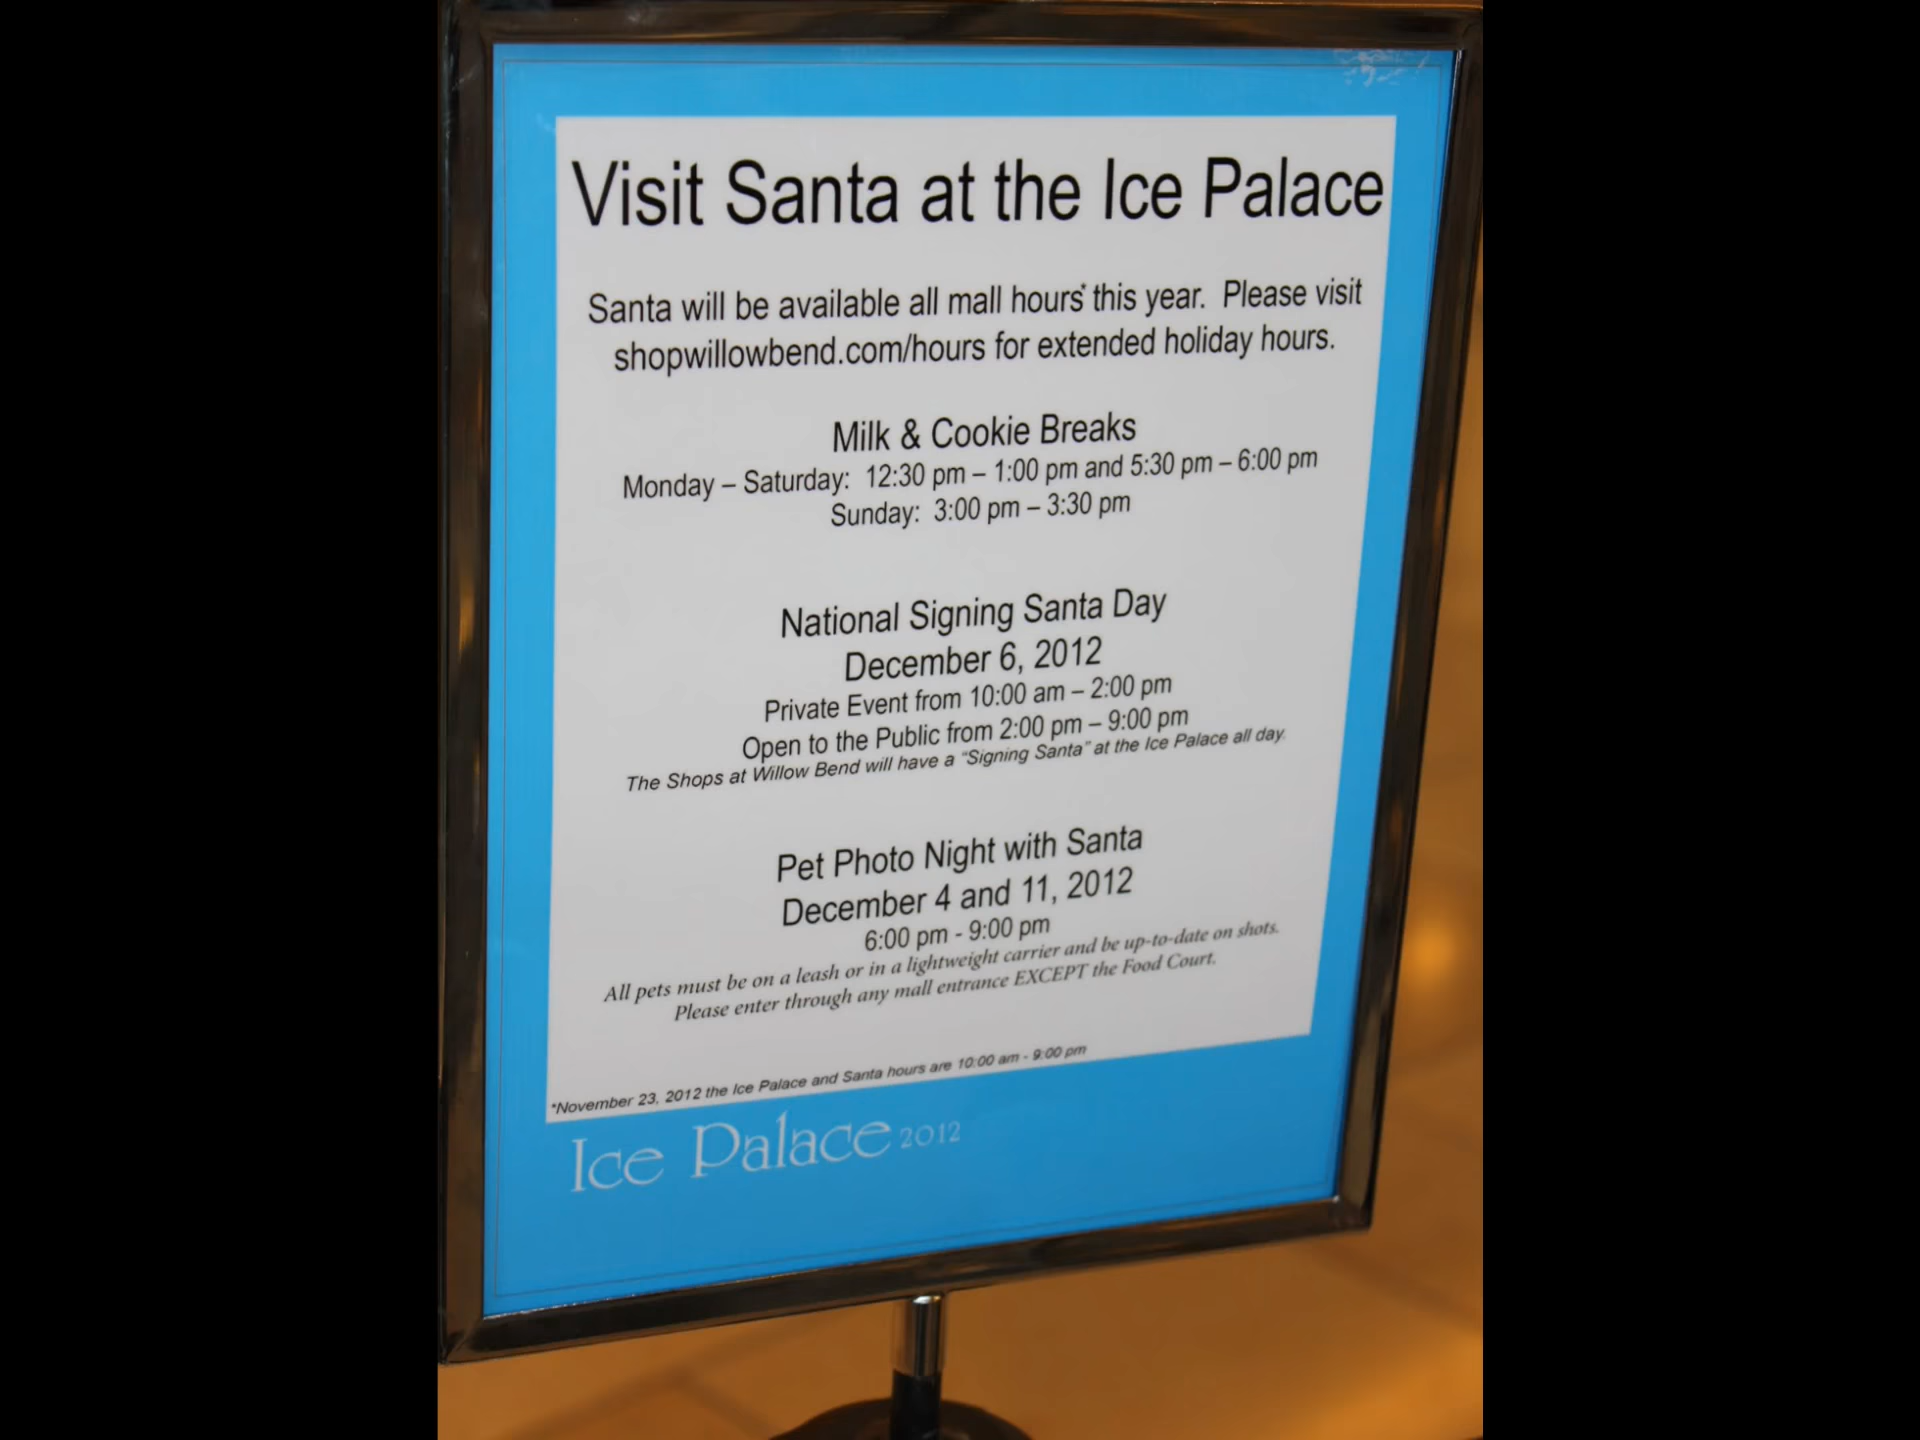 Visit Santa at the Ice Palace
Santa will be available all mall hours* this year. Please visit
shopwillowbend.com/hours for extended holiday hours.
Milk & Cookie Breaks
Monday – Saturday: 12:30 pm – 1:00 pm and 5:30 pm – 6:00 pm
Sunday: 3:00 pm – 3:30 pm
National Signing Santa Day
December 6, 2012
Private Event from 10:00 am – 2:00 pm
Open to the Public from 2:00 pm – 9:00 pm
The Shops at Willow Bend will have a "Signing Santa" at the Ice Palace all day.
Pet Photo Night with Santa
December 4 and 11, 2012
6:00 pm - 9:00 pm
All pets must be on a leash or in a lightweight carrier and be up-to-date on shots.
Please enter through any mall entrance EXCEPT the Food Court.
*November 23, 2012 the Ice Palace and Santa hours are 10:00 am - 9:00 pm
Ice Palace 2012